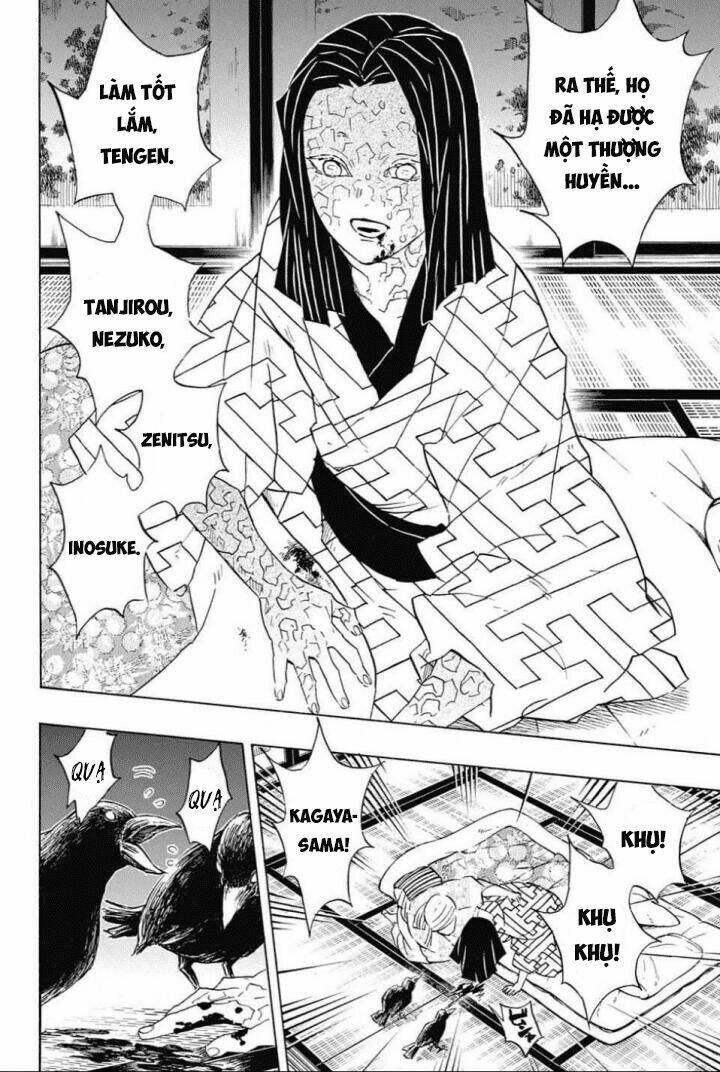 RA THẾ, HỌ
ĐÃ HẠ ĐƯỢC
MỘT THƯỢNG
HUYỀN...
LÀM TỐT
LẮM,
TENGEN.
TANJIROU,
NEZUKO,
ZENITSU,
INOSUKE.
KHỤ!
KHỤ
KHỤ!
KAGAYA-
SAMA!
QUẠ
QUẠ